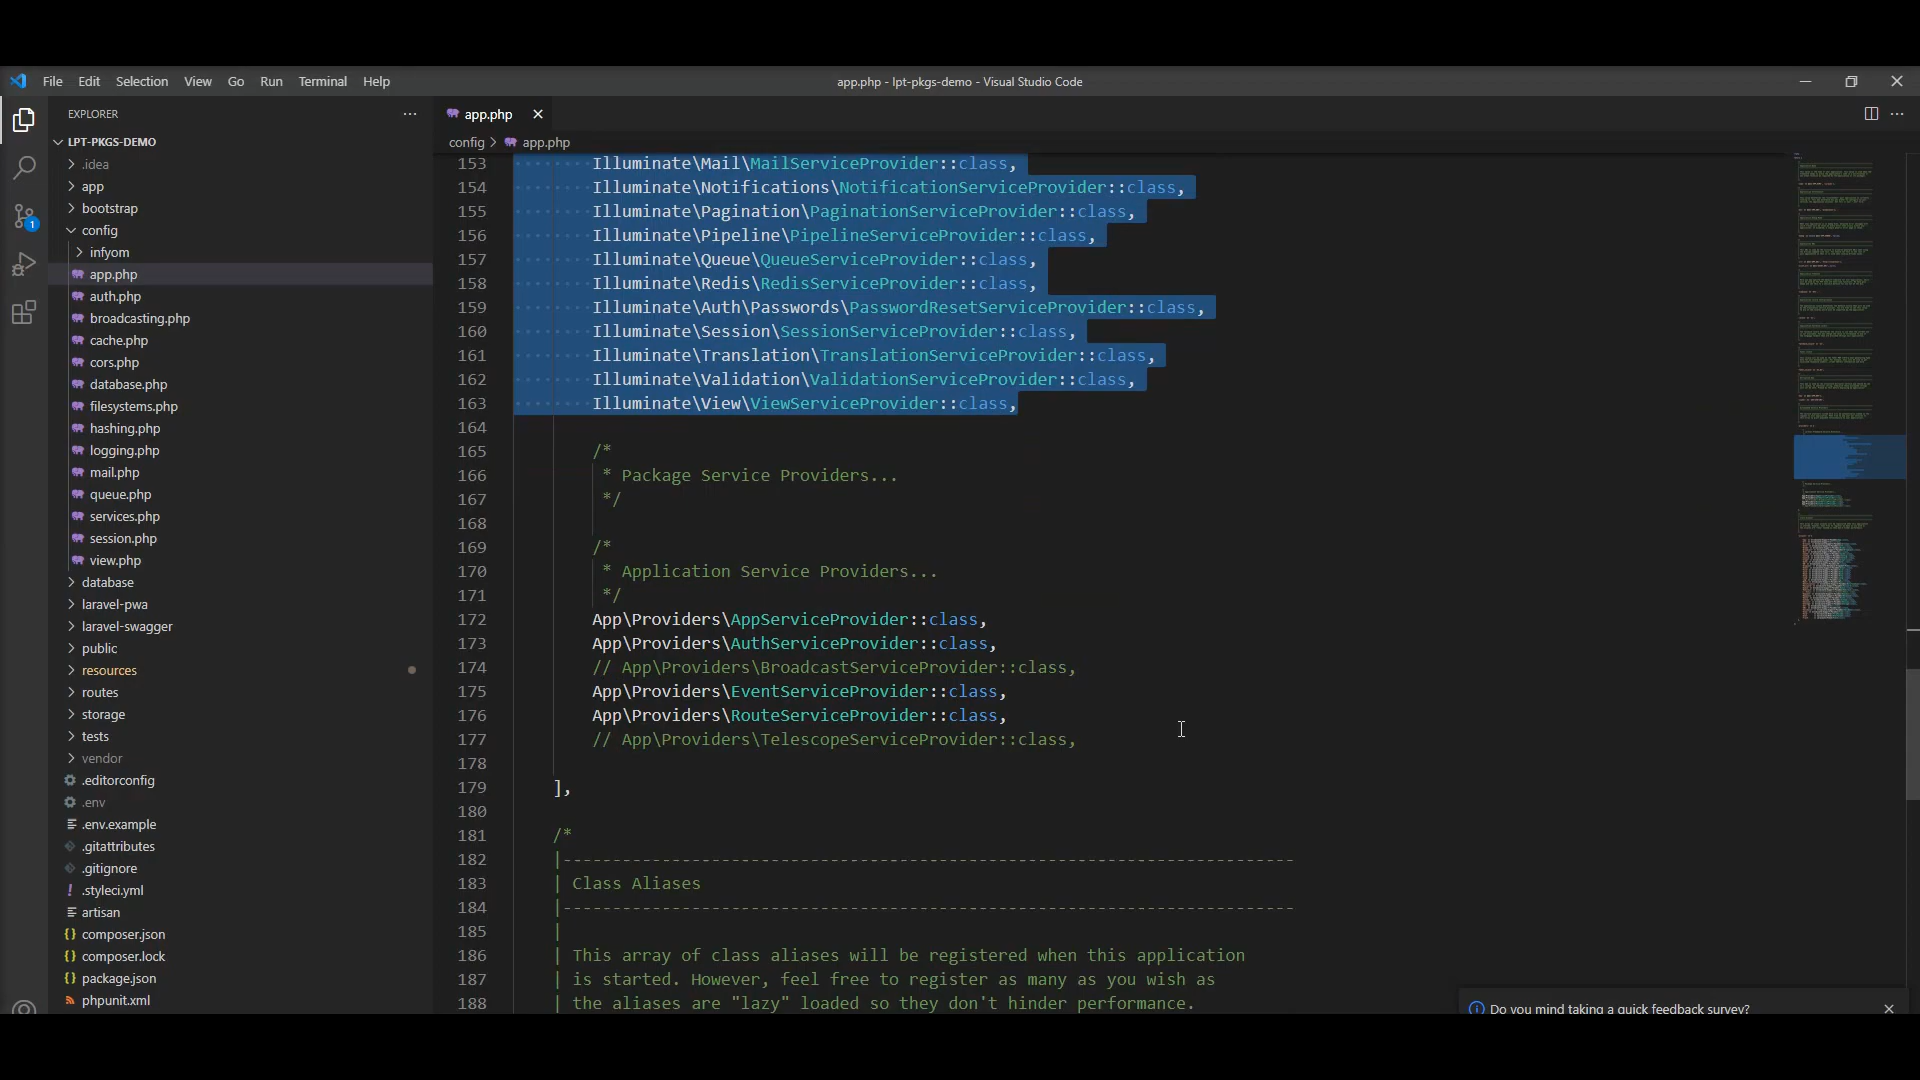 File Edit Selection View Go Run Terminal Help
app.php - lpt-pkgs-demo - Visual Studio Code
EXPLORER
LPT-PKGS-DEMO
.idea
app
bootstrap
config
infyom
app.php
auth.php
broadcasting.php
cache.php
cors.php
database.php
filesystems.php
hashing.php
logging.php
mail.php
queue.php
services.php
session.php
view.php
database
laravel-pwa
laravel-swagger
public
resources
routes
storage
tests
vendor
.editorconfig
.env
.env.example
.gitattributes
.gitignore
.styleci.yml
artisan
composer.json
composer.lock
package.json
phpunit.xml
1
app.php
config > app.php
153 Illuminate\Mail\MailServiceProvider::class,
154 Illuminate\Notifications\NotificationServiceProvider::class,
155 Illuminate\Pagination\PaginationServiceProvider::class,
156 Illuminate\Pipeline\PipelineServiceProvider::class,
157 Illuminate\Queue\QueueServiceProvider::class,
158 Illuminate\Redis\RedisServiceProvider::class,
159 Illuminate\Auth\Passwords\PasswordResetServiceProvider::class,
160 Illuminate\Session\SessionServiceProvider::class,
161 Illuminate\Translation\TranslationServiceProvider::class,
162 Illuminate\Validation\ValidationServiceProvider::class,
163 Illuminate\View\ViewServiceProvider::class,
164
165 /*
166 * Package Service Providers...
167 */
168
169 /*
170 * Application Service Providers...
171 */
172 App\Providers\AppServiceProvider::class,
173 App\Providers\AuthServiceProvider::class,
174 // App\Providers\BroadcastServiceProvider::class,
175 App\Providers\EventServiceProvider::class,
176 App\Providers\RouteServiceProvider::class,
177 // App\Providers\TelescopeServiceProvider::class,
178
179 ],
180
181 /*
182 |--------------------------------------------------------------------------
183 | Class Aliases
184 |--------------------------------------------------------------------------
185 |
186 | This array of class aliases will be registered when this application
187 | is started. However, feel free to register as many as you wish as
188 | the aliases are "lazy" loaded so they don't hinder performance.
Do you mind taking a quick feedback survey?